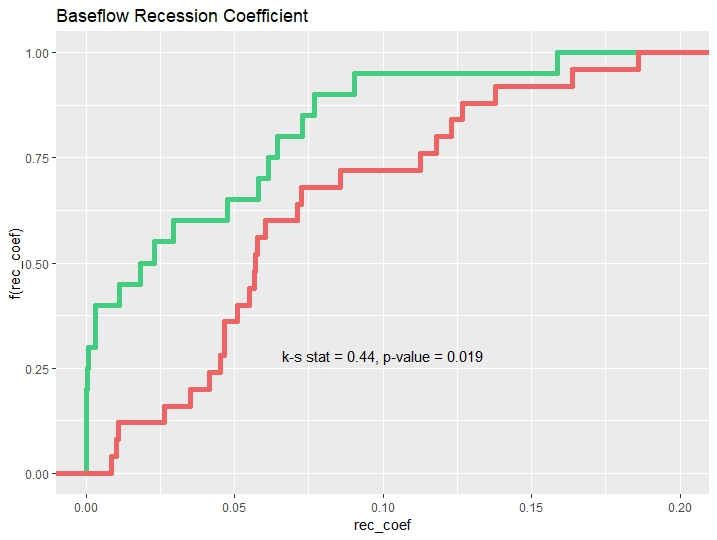 Baseflow Recession Coefficient
1.00
0.75
0.50
0.25
0.00
f(rec_coef)
k-s stat = 0.44, p-value = 0.019
0.00 0.05 0.10 0.15 0.20
rec_coef